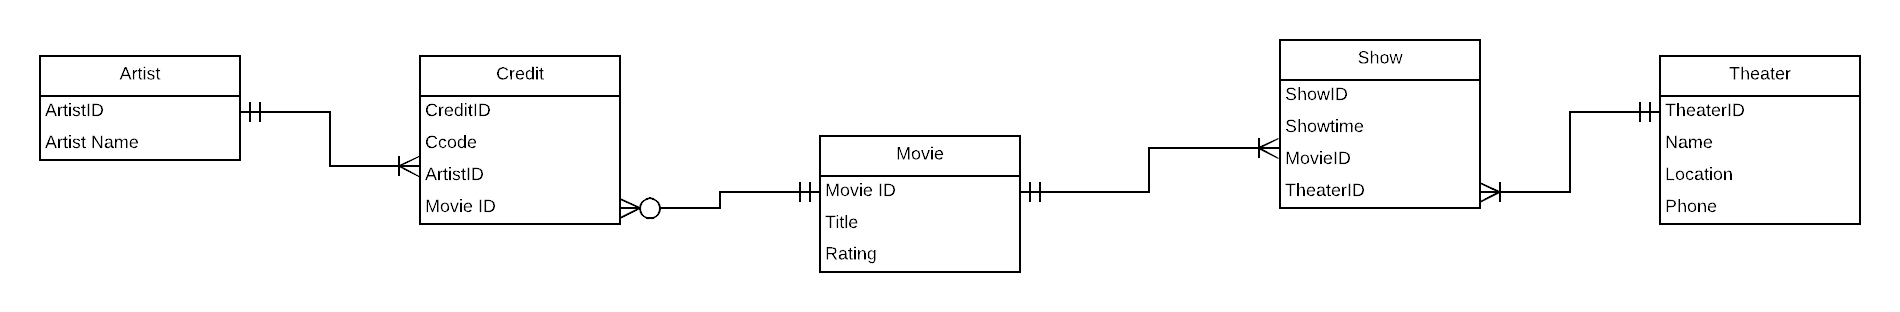 Artist
ArtistID
Artist Name
Credit
CreditID
Ccode
ArtistID
Movie ID
Movie
Movie ID
Title
Rating
Show
ShowID
Showtime
MovieID
TheaterID
Theater
TheaterID
Name
Location
Phone